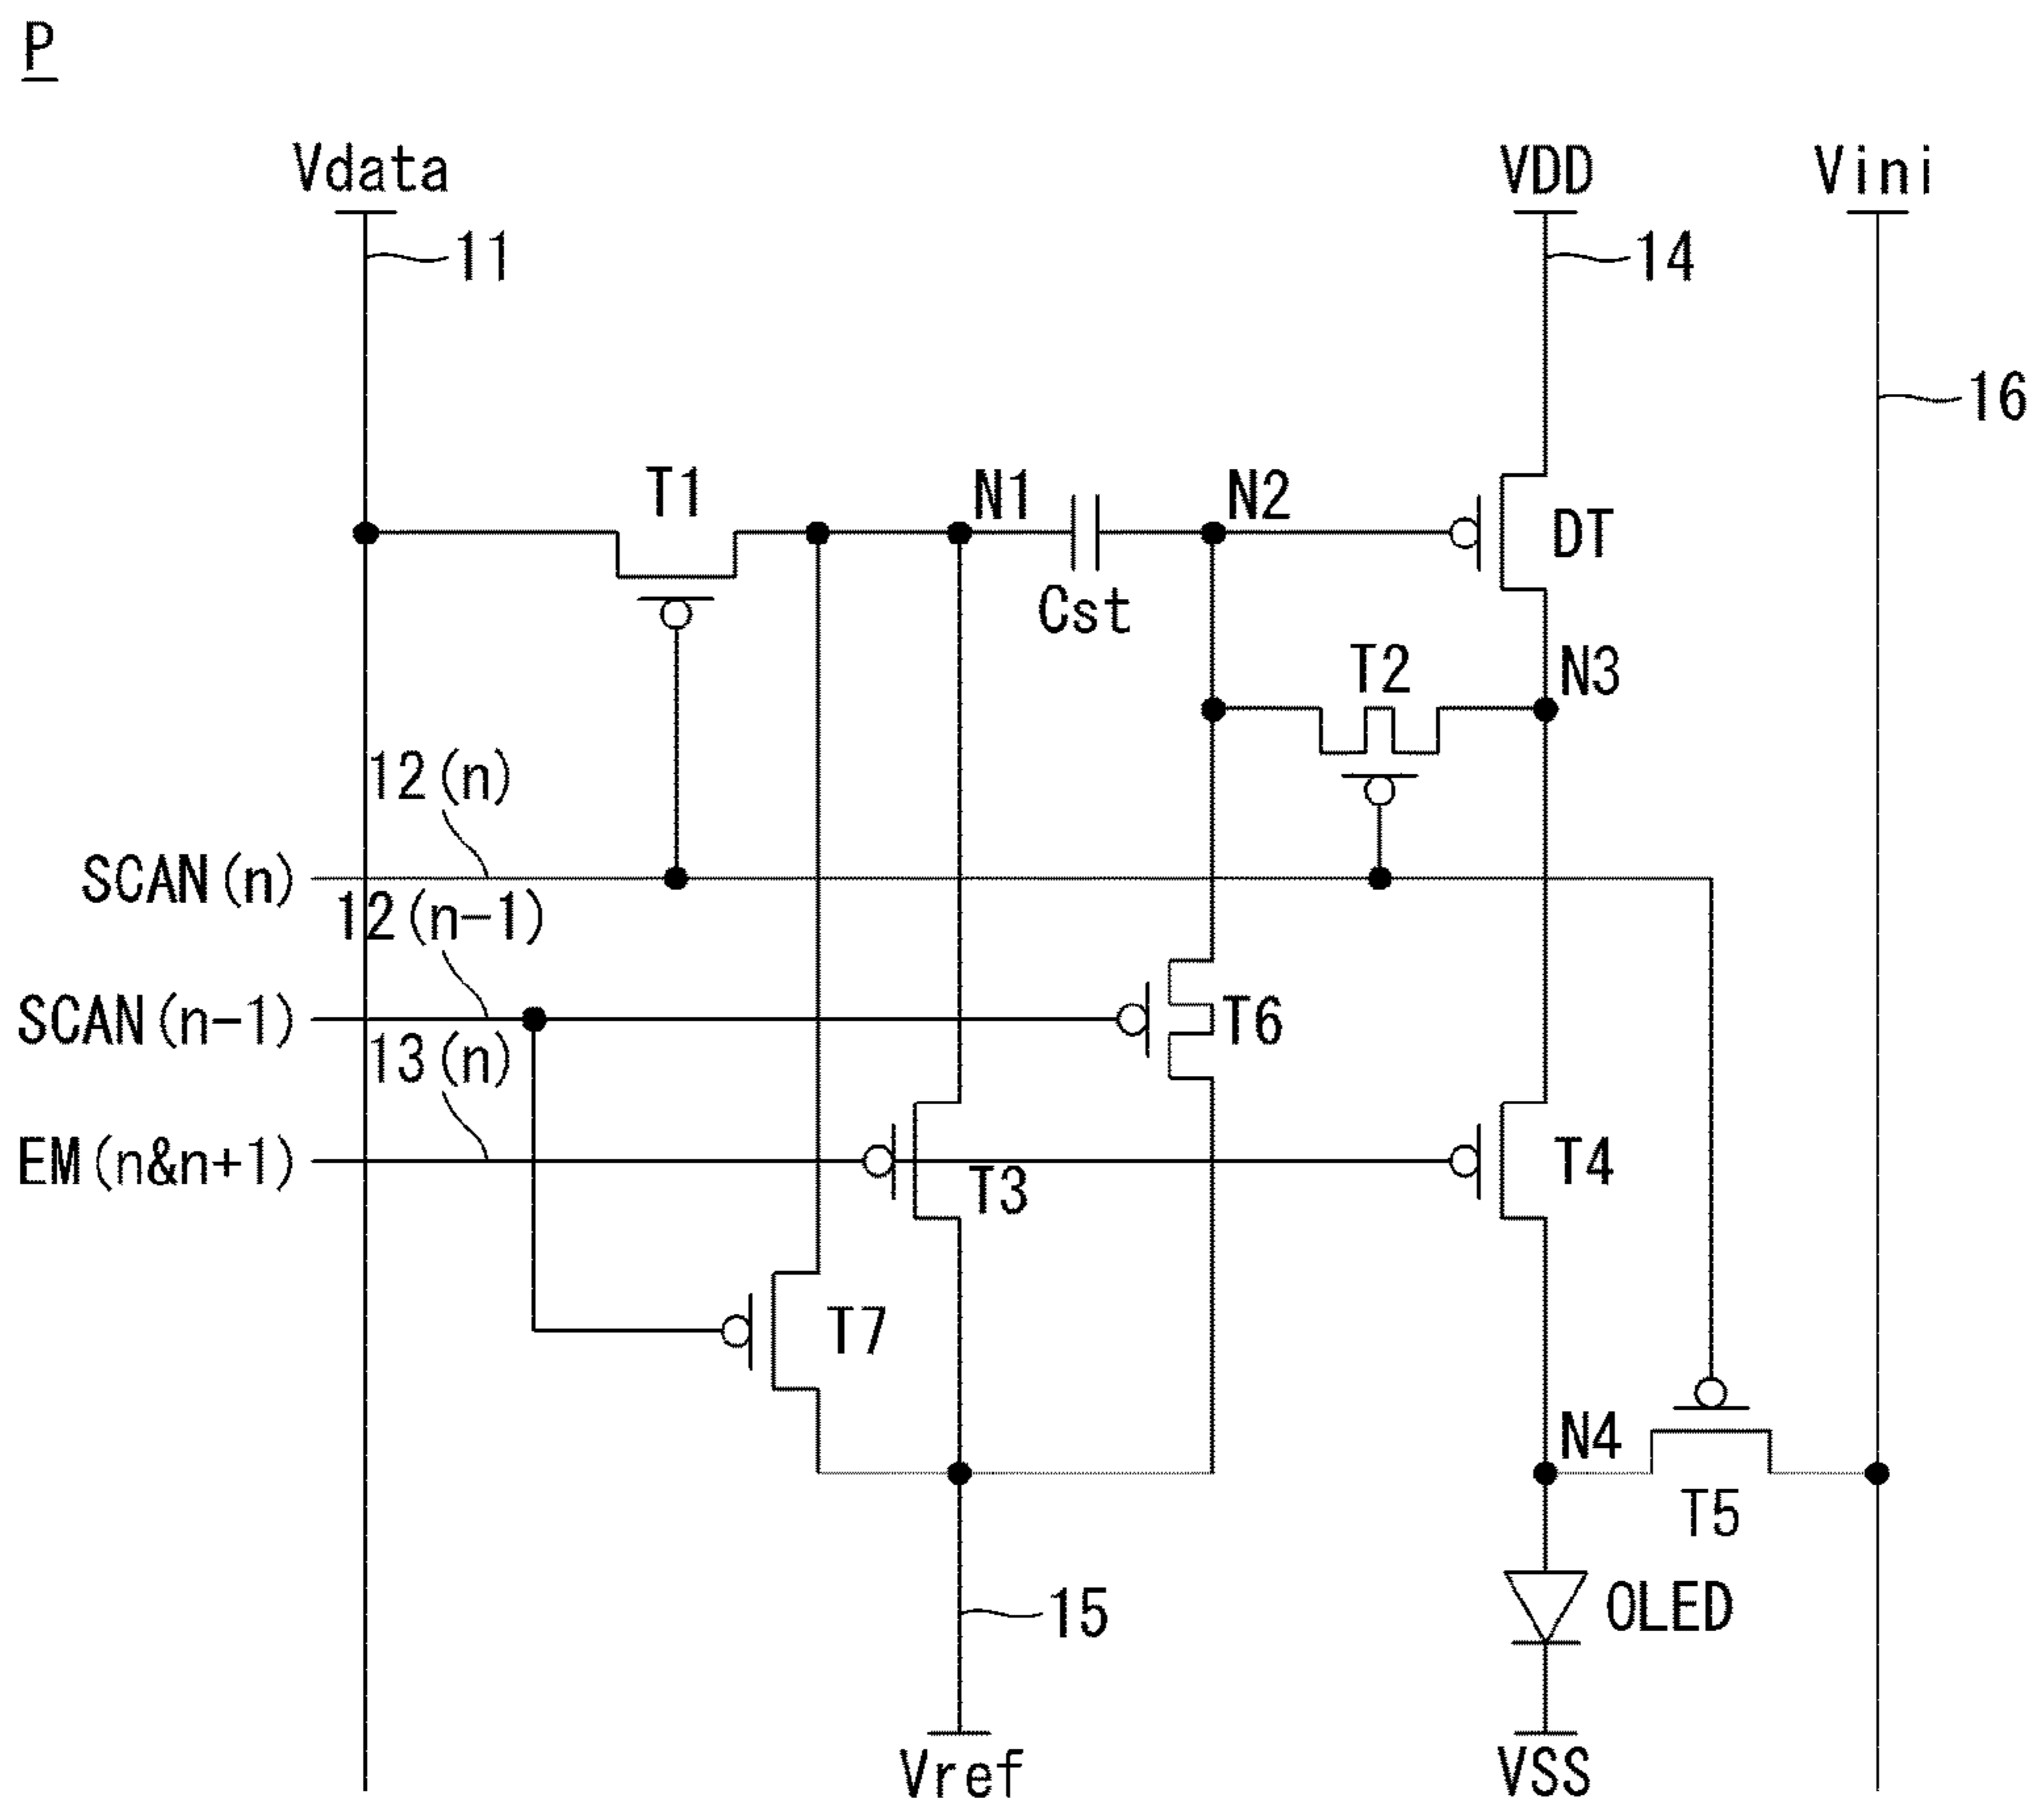 P
Vdata
VDD
Vini
11
14
16
T1
N1
N2
DT
Cst
T2
N3
12(n)
SCAN(n)
12(n-1)
SCAN(n-1)
T6
13(n)
EM(n&n+1)
T3
T4
T7
N4
T5
OLED
15
Vref
VSS